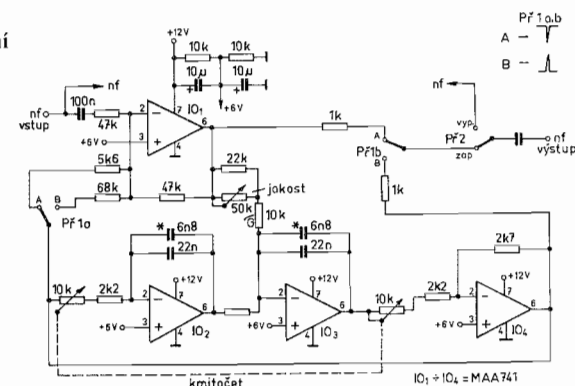 ní
Př 1a,b
A –
B –
+12V
10k
10k
10µ
10µ
+6V
nf
nf
vstup
100n
47k
2
7
IO₁
6
+6V
3
4
5k6
68k
47k
22k
jakost
50k
10k
A
B
Př 1a
1k
A
Př1b
B
1k
nf
vyp
Př2
zap
nf
výstup
* 6n8
22n
* 6n8
22n
2k7
10k
2k2
2
+12V
7
6
+6V
3
4
IO₂
2
+12V
7
6
+6V
3
4
IO₃
10k
2k2
2
+12V
7
6
+6V
3
4
IO₄
kmitočet
IO₁ ÷ IO₄ = MAA741